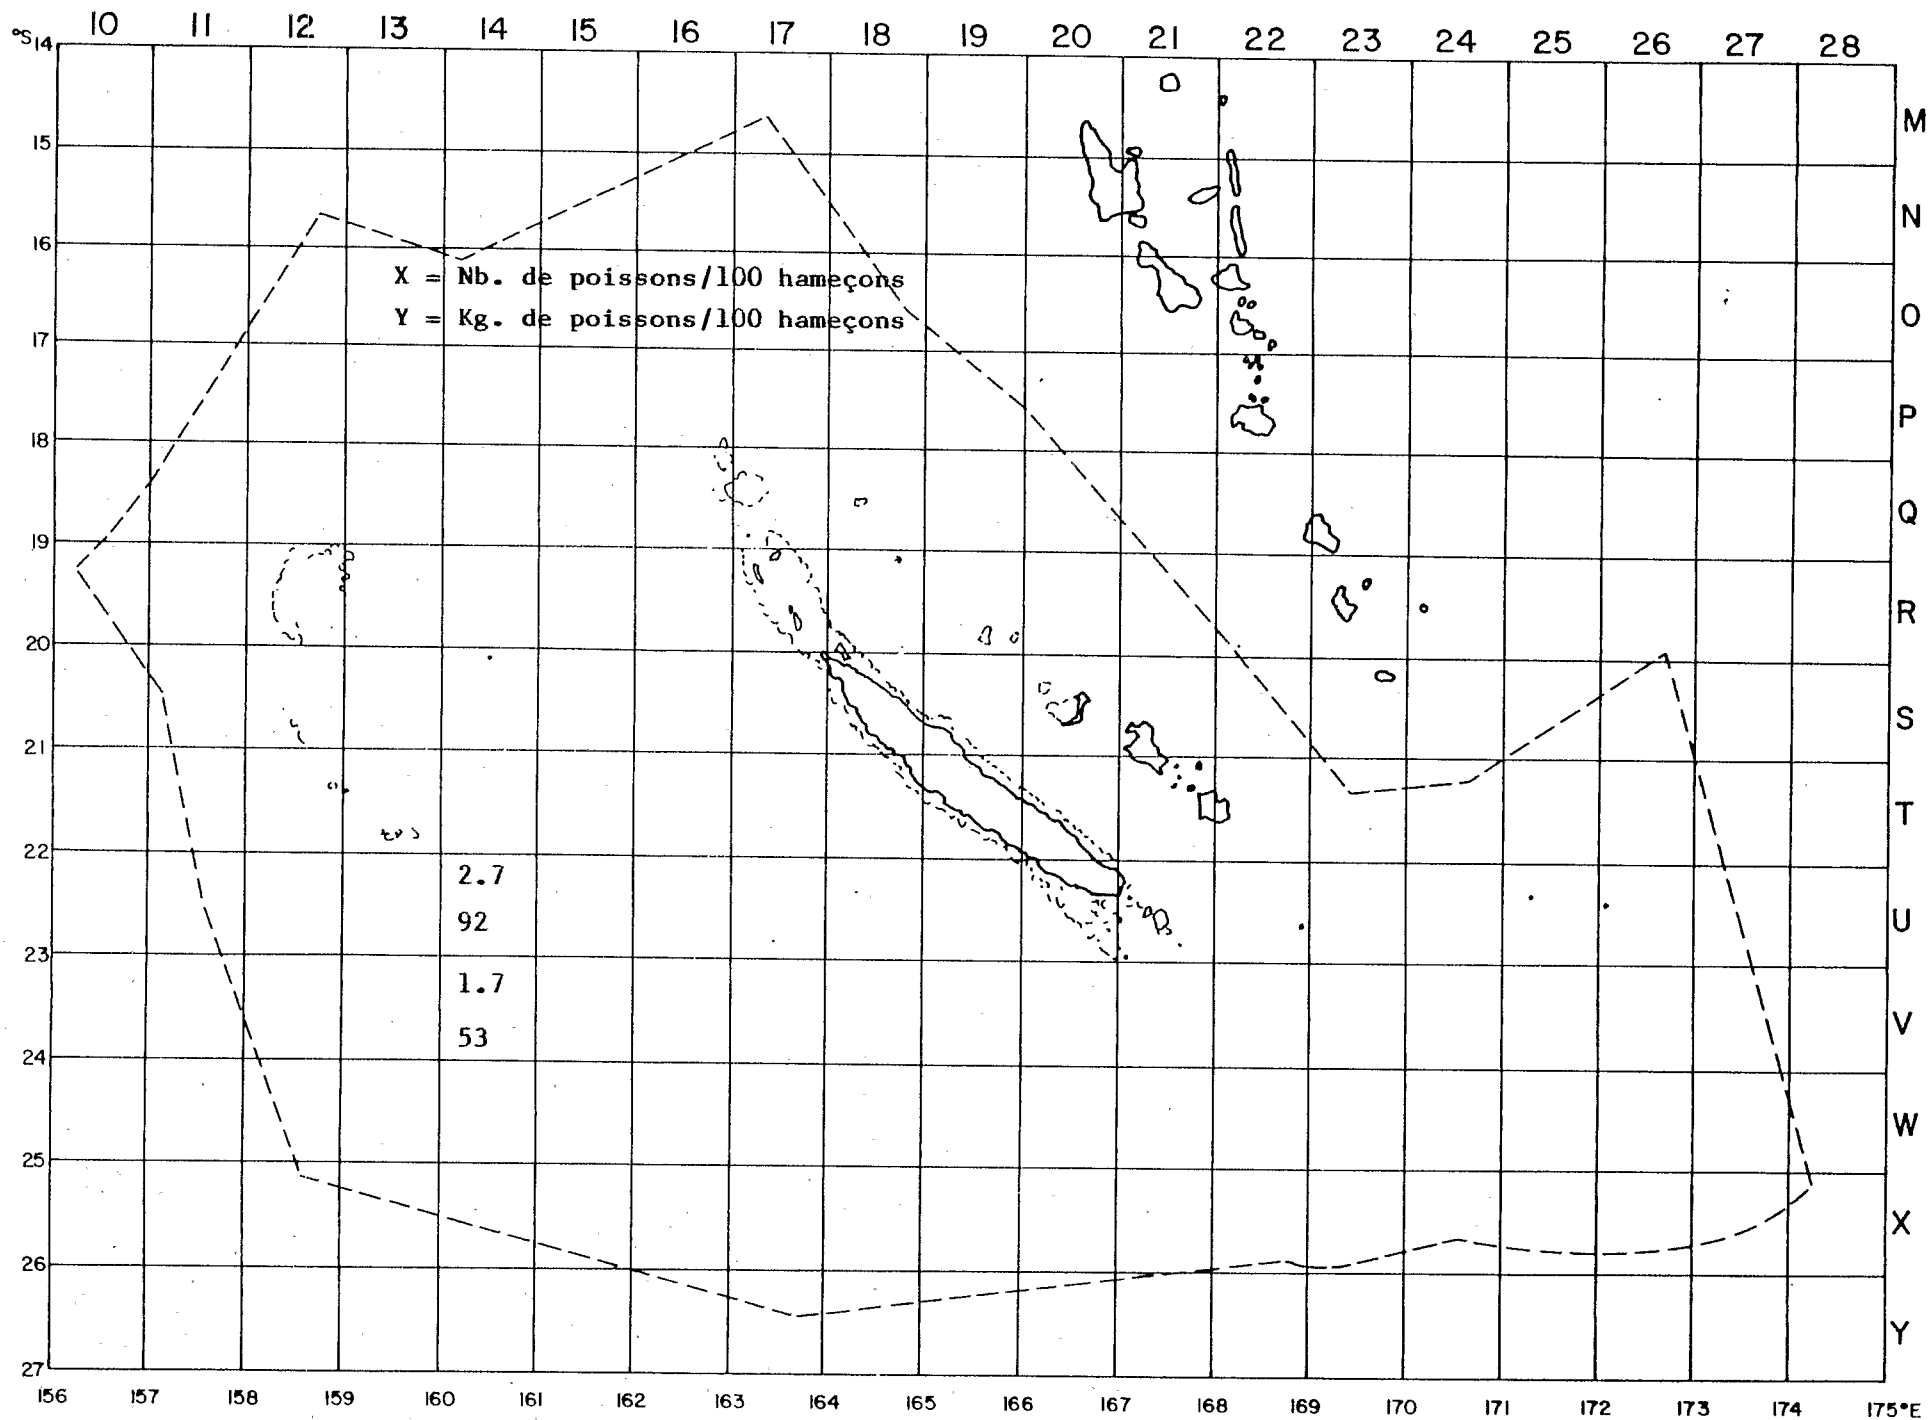 10 11 12 13 14 16 17 18 19 20 21 22 23 24 25 26 27 28
°S 14
M
15
N
16
X = Nb. de poissons/100 hameçons
Y = Kg. de poissons/100 hameçons
O
17
P
18
Q
19
R
20
S
21
T
22
2.7
92
U
23
1.7
53
V
24
W
25
X
26
Y
27
156 157 158 159 160 161 162 163 164 165 166 167 168 169 170 171 172 173 174 175°E